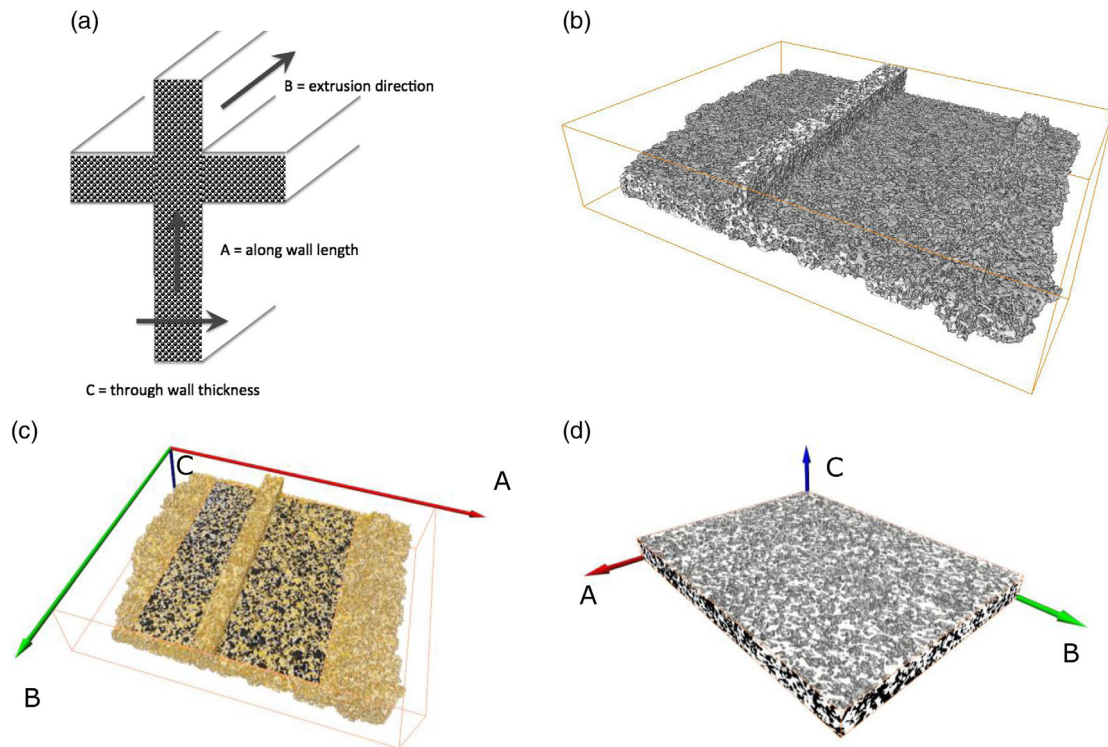 (a)
B = extrusion direction
A = along wall length
C = through wall thickness
(b)
(c)
C
A
B
(d)
C
A
B